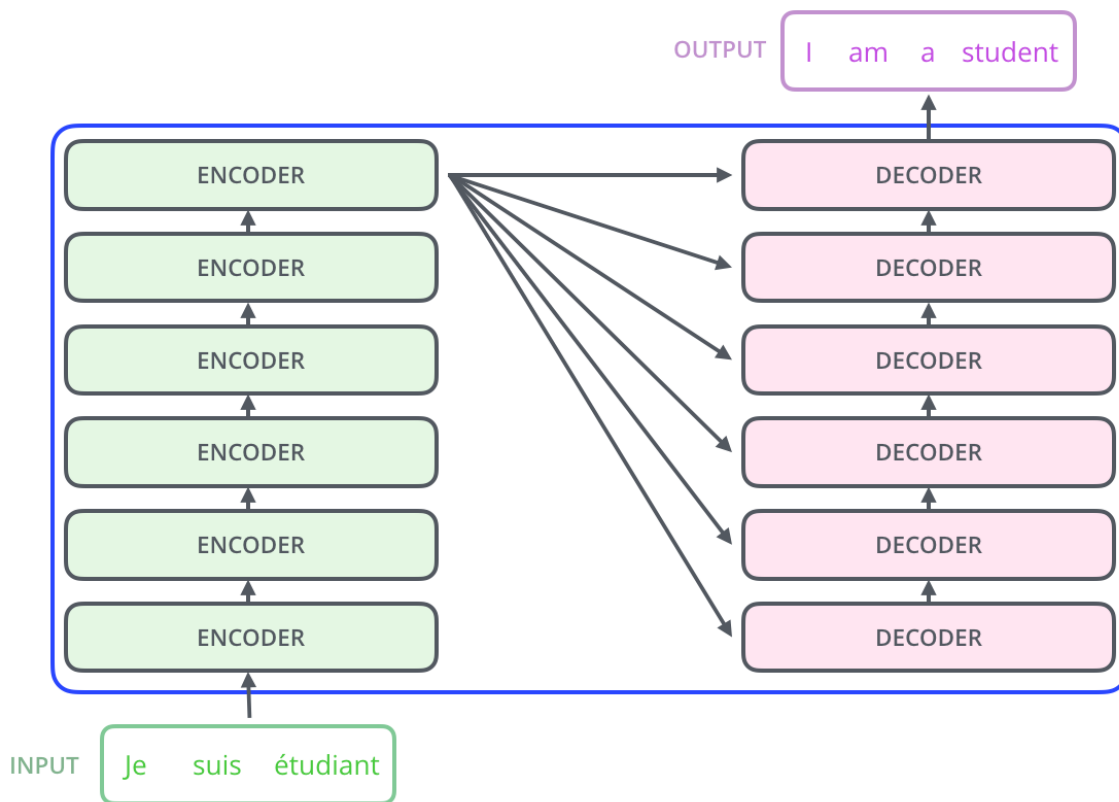 OUTPUT
I am a student
ENCODER
DECODER
ENCODER
DECODER
ENCODER
DECODER
ENCODER
DECODER
ENCODER
DECODER
ENCODER
DECODER
INPUT
Je suis étudiant